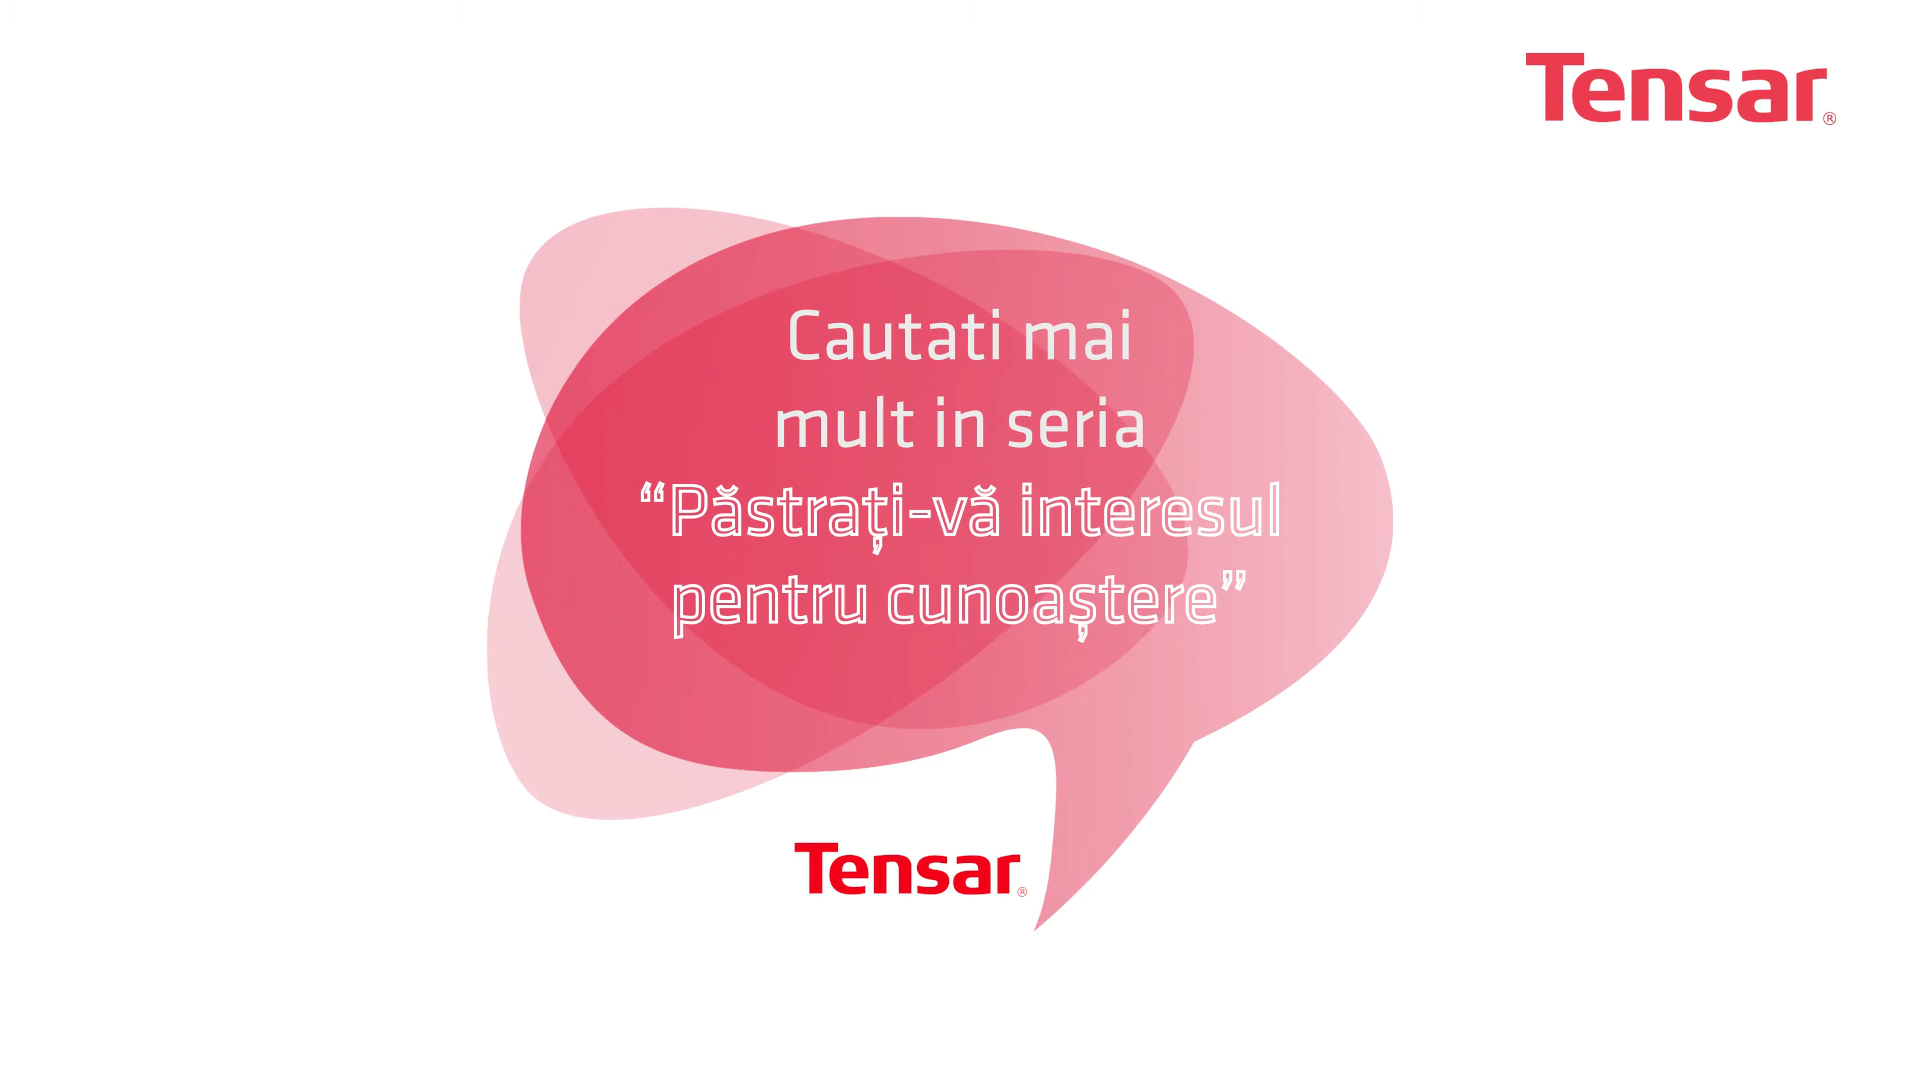 Tensar®
Cautati mai
mult in seria
“Păstrați-vă interesul
pentru cunoaștere”
Tensar®